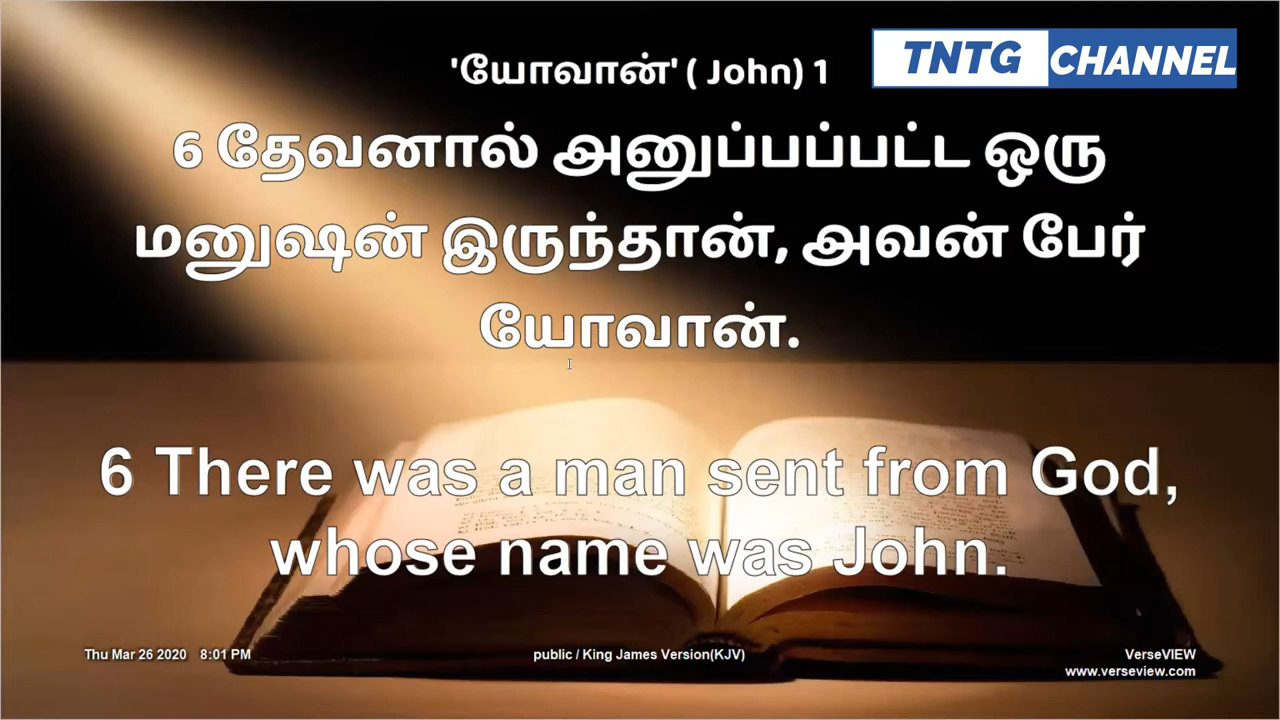 'யோவான்' ( John) 1
TNTG CHANNEL
6 தேவனால் அனுப்பப்பட்ட ஒரு
மனுஷன் இருந்தான், அவன் பேர்
யோவான்.
6 There was a man sent from God,
whose name was John.
Thu Mar 26 2020 8:01 PM
public / King James Version(KJV)
VerseVIEW
www.verseview.com